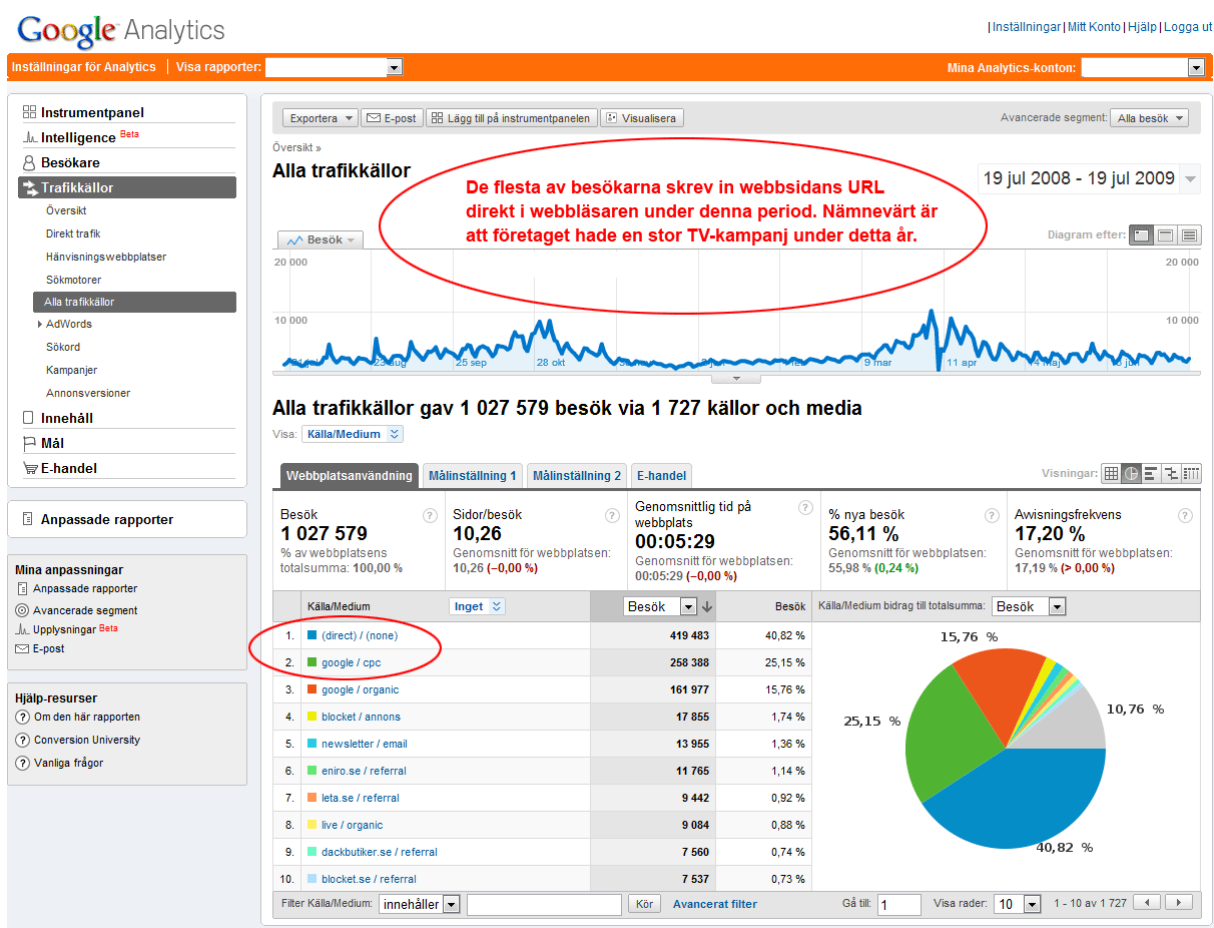 Google Analytics
|Inställningar|Mitt Konto|Hjälp|Logga ut
Inställningar för Analytics | Visa rapporter:
Mina Analytics-konton:
Instrumentpanel
Intelligence Beta
Besökare
Trafikkällor
Översikt
Direkt trafik
Hänvisningswebbplatser
Sökmotorer
Alla trafikkällor
AdWords
Sökord
Kampanjer
Annonsversioner
Innehåll
Mål
E-handel
Anpassade rapporter
Mina anpassningar
Anpassade rapporter
Avancerade segment
Upplysningar Beta
E-post
Hjälp-resurser
Om den här rapporten
Conversion University
Vanliga frågor
Exportera E-post Lägg till på instrumentpanelen Visualisera
Avancerade segment: Alla besök
Översikt »
Alla trafikkällor
19 jul 2008 - 19 jul 2009
De flesta av besökarna skrev in webbsidans URL
direkt i webbläsaren under denna period. Nämnevärt är
att företaget hade en stor TV-kampanj under detta år.
Besök
Diagram efter:
20 000 20 000
10 000 10 000
23 aug 25 sep 28 okt 9 mar 11 apr
Alla trafikkällor gav 1 027 579 besök via 1 727 källor och media
Visa: Källa/Medium
Webbplatsanvändning Målinställning 1 Målinställning 2 E-handel
Visningar:
Besök
1 027 579
% av webbplatsens
totalsumma: 100,00 %
Sidor/besök
10,26
Genomsnitt för webbplatsen:
10,26 (−0,00 %)
Genomsnittlig tid på
webbplats
00:05:29
Genomsnitt för webbplatsen:
00:05:29 (−0,00 %)
% nya besök
56,11 %
Genomsnitt för webbplatsen:
55,98 % (0,24 %)
Avvisningsfrekvens
17,20 %
Genomsnitt för webbplatsen:
17,19 % (> 0,00 %)
Källa/Medium Inget Besök Besök Källa/Medium bidrag till totalsumma: Besök
1. (direct) / (none) 419 483 40,82 %
2. google / cpc 258 388 25,15 %
3. google / organic 161 977 15,76 %
4. blocket / annons 17 855 1,74 %
5. newsletter / email 13 955 1,36 %
6. eniro.se / referral 11 765 1,14 %
7. leta.se / referral 9 442 0,92 %
8. live / organic 9 084 0,88 %
9. dackbutiker.se / referral 7 560 0,74 %
10. blocket.se / referral 7 537 0,73 %
15,76 %
10,76 %
25,15 %
40,82 %
Filter Källa/Medium: innehåller Kör Avancerat filter
Gå till: 1 Visa rader: 10 1 - 10 av 1 727